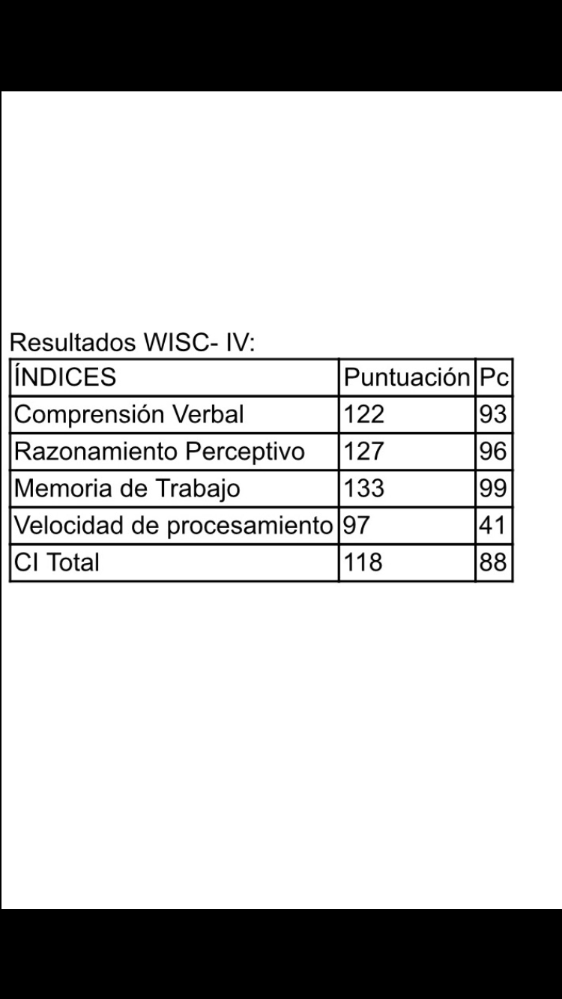 Resultados WISC- IV:
ÍNDICES Puntuación Pc
Comprensión Verbal 122 93
Razonamiento Perceptivo 127 96
Memoria de Trabajo 133 99
Velocidad de procesamiento 97 41
CI Total 118 88